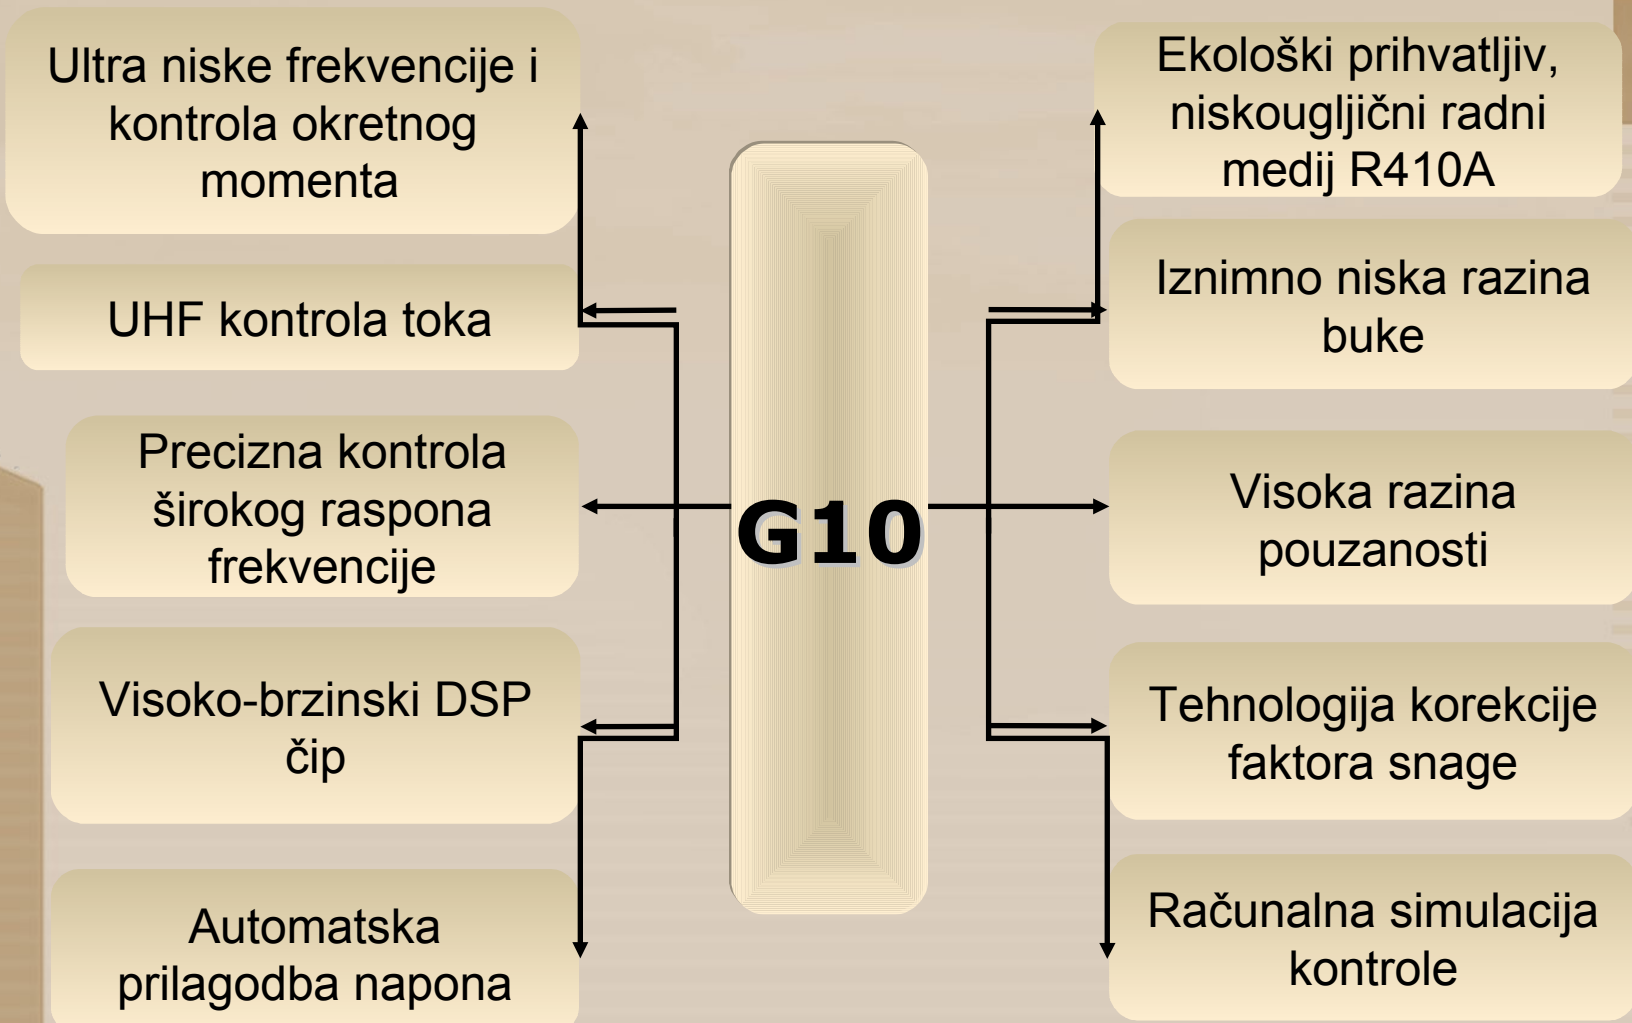 Ultra niske frekvencije i
kontrola okretnog
momenta
UHF kontrola toka
Precizna kontrola
širokog raspona
frekvencije
Visoko-brzinski DSP
čip
Automatska
prilagodba napona
G10
Ekološki prihvatljiv,
niskougljični radni
medij R410A
Iznimno niska razina
buke
Visoka razina
pouzanosti
Tehnologija korekcije
faktora snage
Računalna simulacija
kontrole